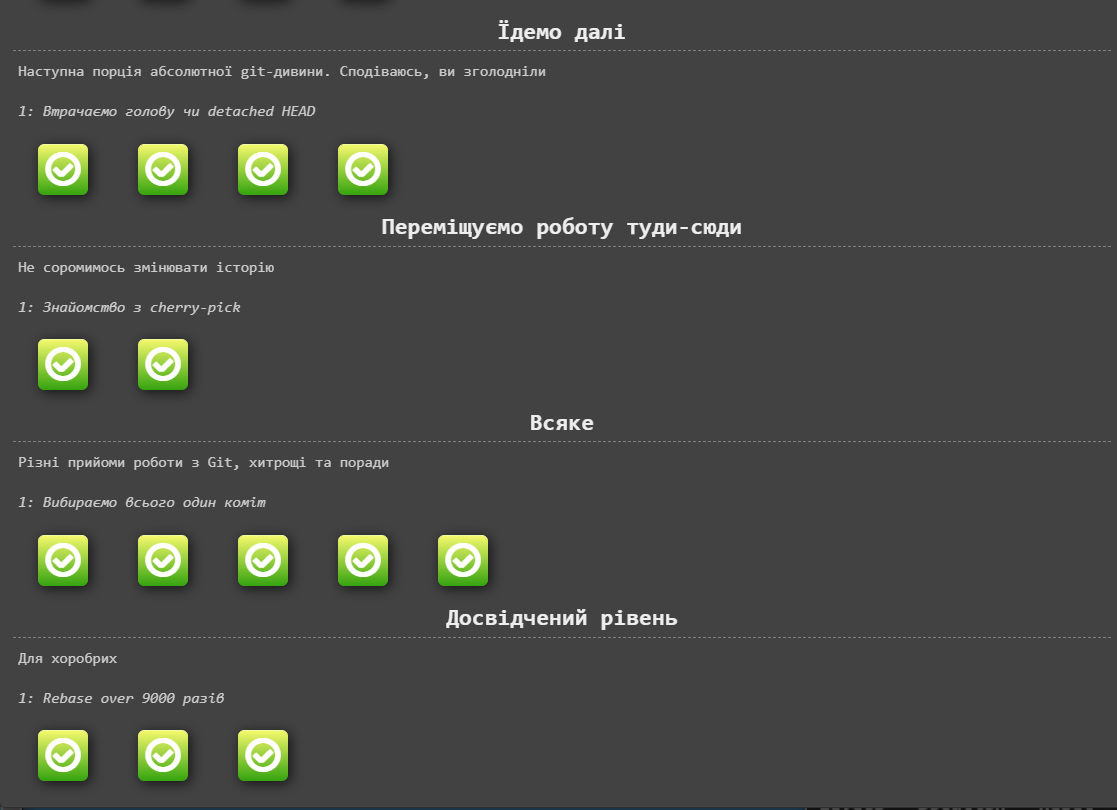 Їдемо далі
Наступна порція абсолютної git-дивини. Сподіваюсь, ви зголодніли
1: Втрачаємо голову чи detached HEAD
Переміщуємо роботу туди-сюди
Не соромимось змінювати історію
1: Знайомство з cherry-pick
Всяке
Різні прийоми роботи з Git, хитрощі та поради
1: Вибираємо всього один коміт
Досвідчений рівень
Для хоробрих
1: Rebase over 9000 разів